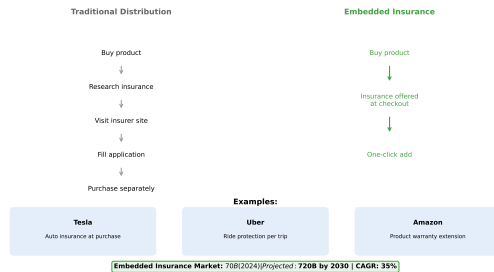 Traditional Distribution
Embedded Insurance
Buy product
Research insurance
Visit insurer site
Fill application
Purchase separately
Buy product
Insurance offered
at checkout
One-click add
Examples:
Tesla
Auto insurance at purchase
Uber
Ride protection per trip
Amazon
Product warranty extension
Embedded Insurance Market: 70B(2024)|Projected:720B by 2030 | CAGR: 35%